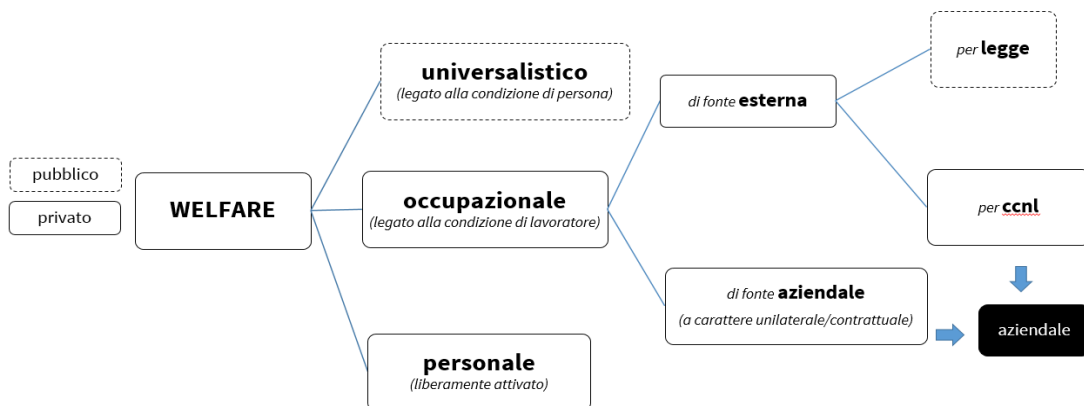 pubblico
privato
WELFARE
universalistico
(legato alla condizione di persona)
occupazionale
(legato alla condizione di lavoratore)
personale
(liberamente attivato)
di fonte esterna
di fonte aziendale
(a carattere unilaterale/contrattuale)
per legge
per ccnl
aziendale